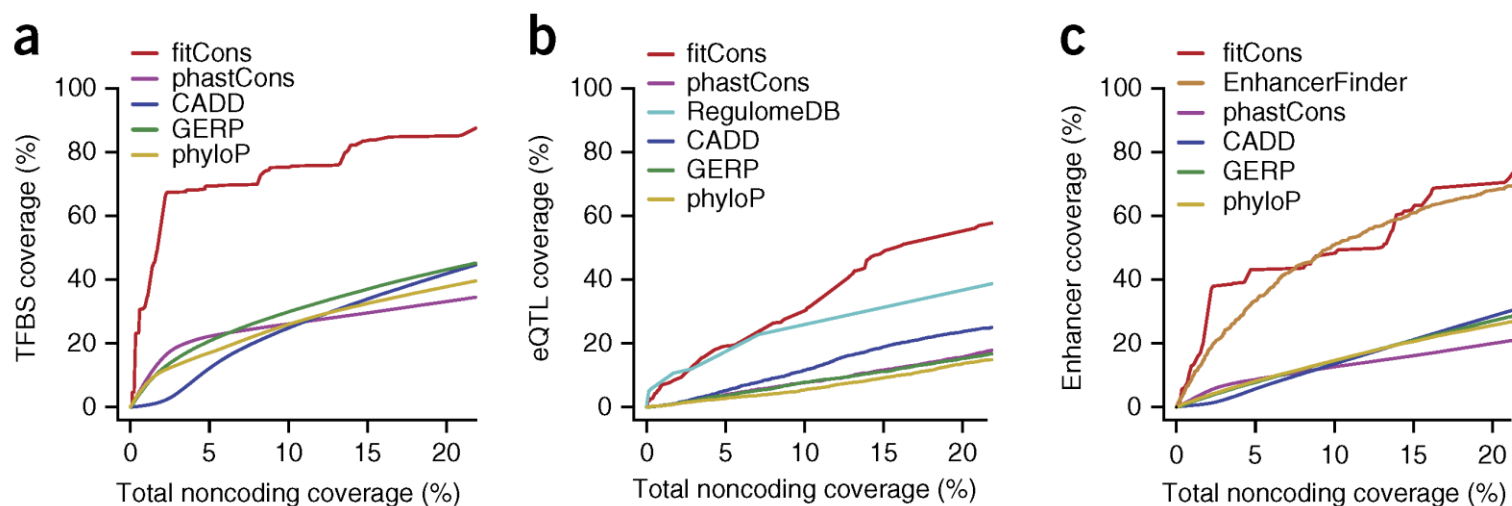 a
fitCons
phastCons
CADD
GERP
phyloP
100
80
60
40
20
0
TFBS coverage (%)
0 5 10 15 20
Total noncoding coverage (%)
b
fitCons
phastCons
RegulomeDB
CADD
GERP
phyloP
100
80
60
40
20
0
eQTL coverage (%)
0 5 10 15 20
Total noncoding coverage (%)
c
fitCons
EnhancerFinder
phastCons
CADD
GERP
phyloP
100
80
60
40
20
0
Enhancer ccoverage (%)
0 5 10 15 20
Total noncoding coverage (%)